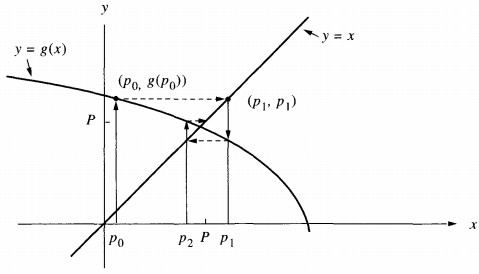 y
y = x
y = g(x)
(p₀, g(p₀))
(p₁, p₁)
P
x
p₀
p₂
P
p₁